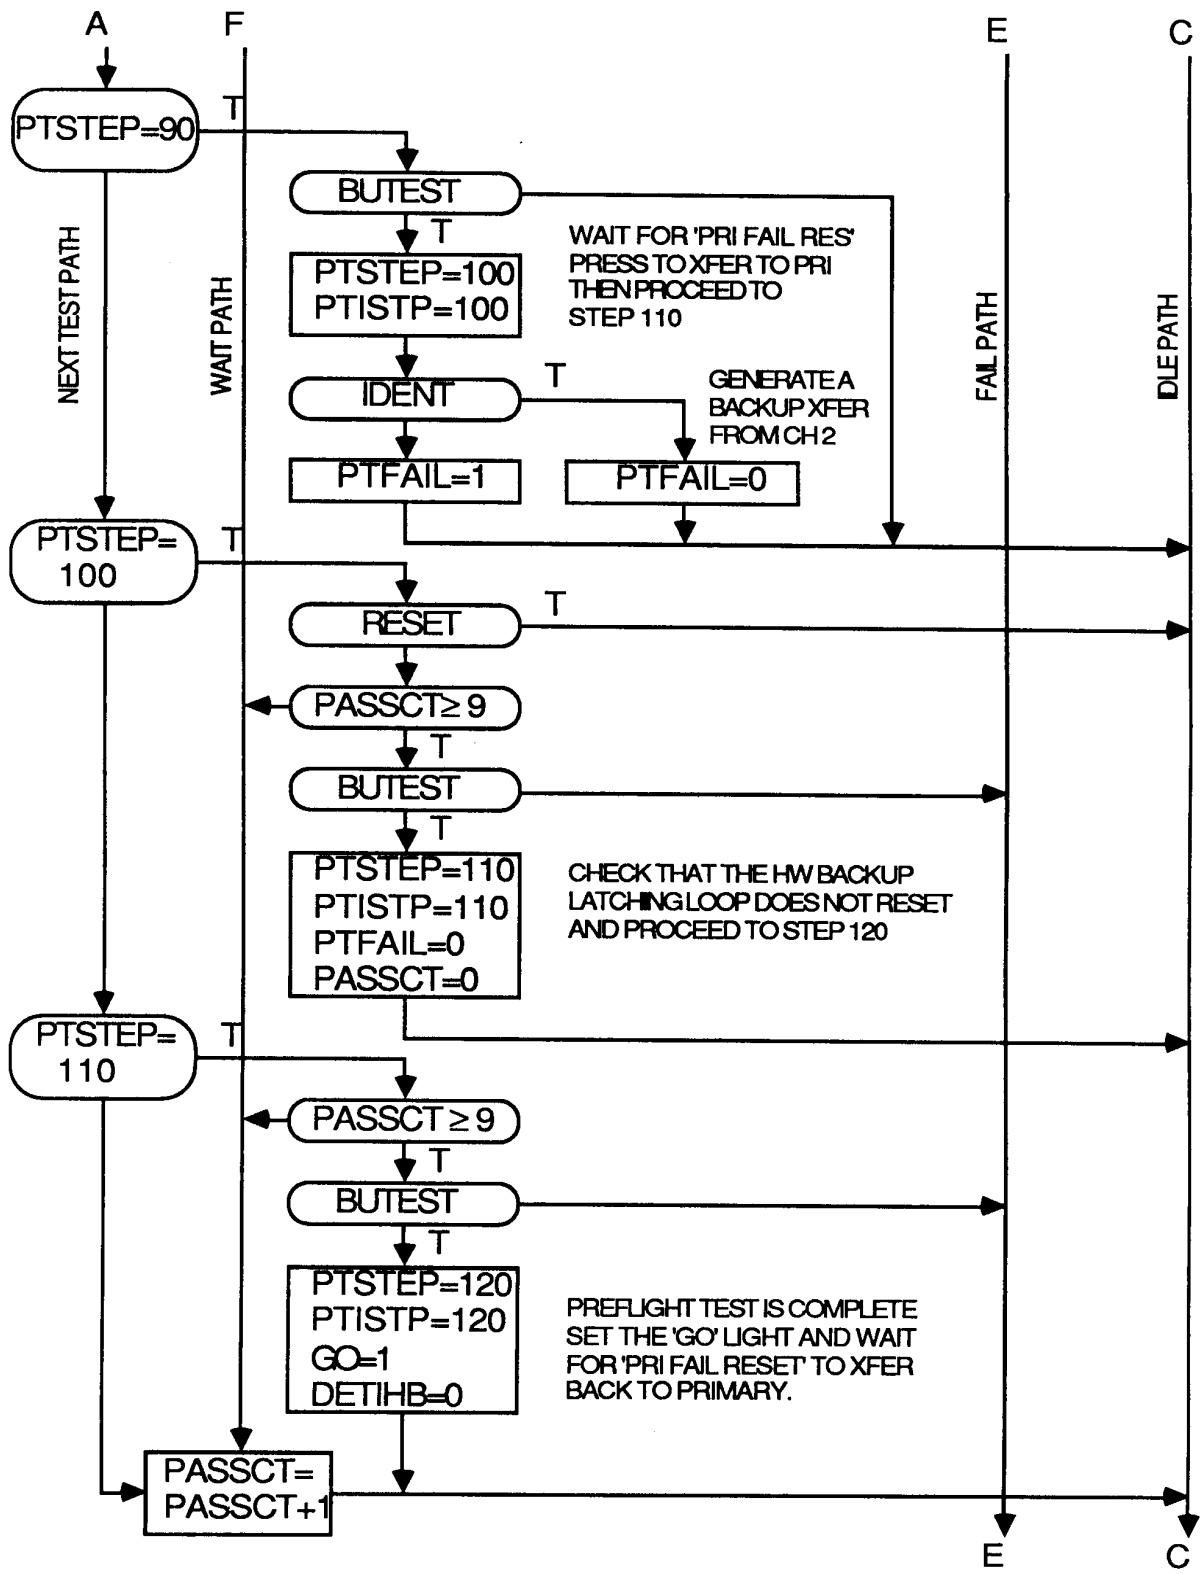 A
F
E
C
PTSTEP=90
T
BUTEST
T
WAIT FOR 'PRI FAIL RES'
PRESS TO XFER TO PRI
THEN PROCEED TO
STEP 110
PTSTEP=100
PTISTP=100
NEXT TEST PATH
WAIT PATH
FAIL PATH
IDLE PATH
IDENT
T
GENERATE A
BACKUP XFER
FROM CH 2
PTFAIL=1
PTFAIL=0
PTSTEP=
100
T
RESET
T
PASSCT≥ 9
T
BUTEST
T
PTSTEP=110
PTISTP=110
PTFAIL=0
PASSCT=0
CHECK THAT THE HW BACKUP
LATCHING LOOP DOES NOT RESET
AND PROCEED TO STEP 120
PTSTEP=
110
T
PASSCT ≥ 9
T
BUTEST
T
PTSTEP=120
PTISTP=120
GO=1
DETIHB=0
PREFLIGHT TEST IS COMPLETE
SET THE 'GO' LIGHT AND WAIT
FOR 'PRI FAIL RESET' TO XFER
BACK TO PRIMARY.
PASSCT=
PASSCT+1
E
C